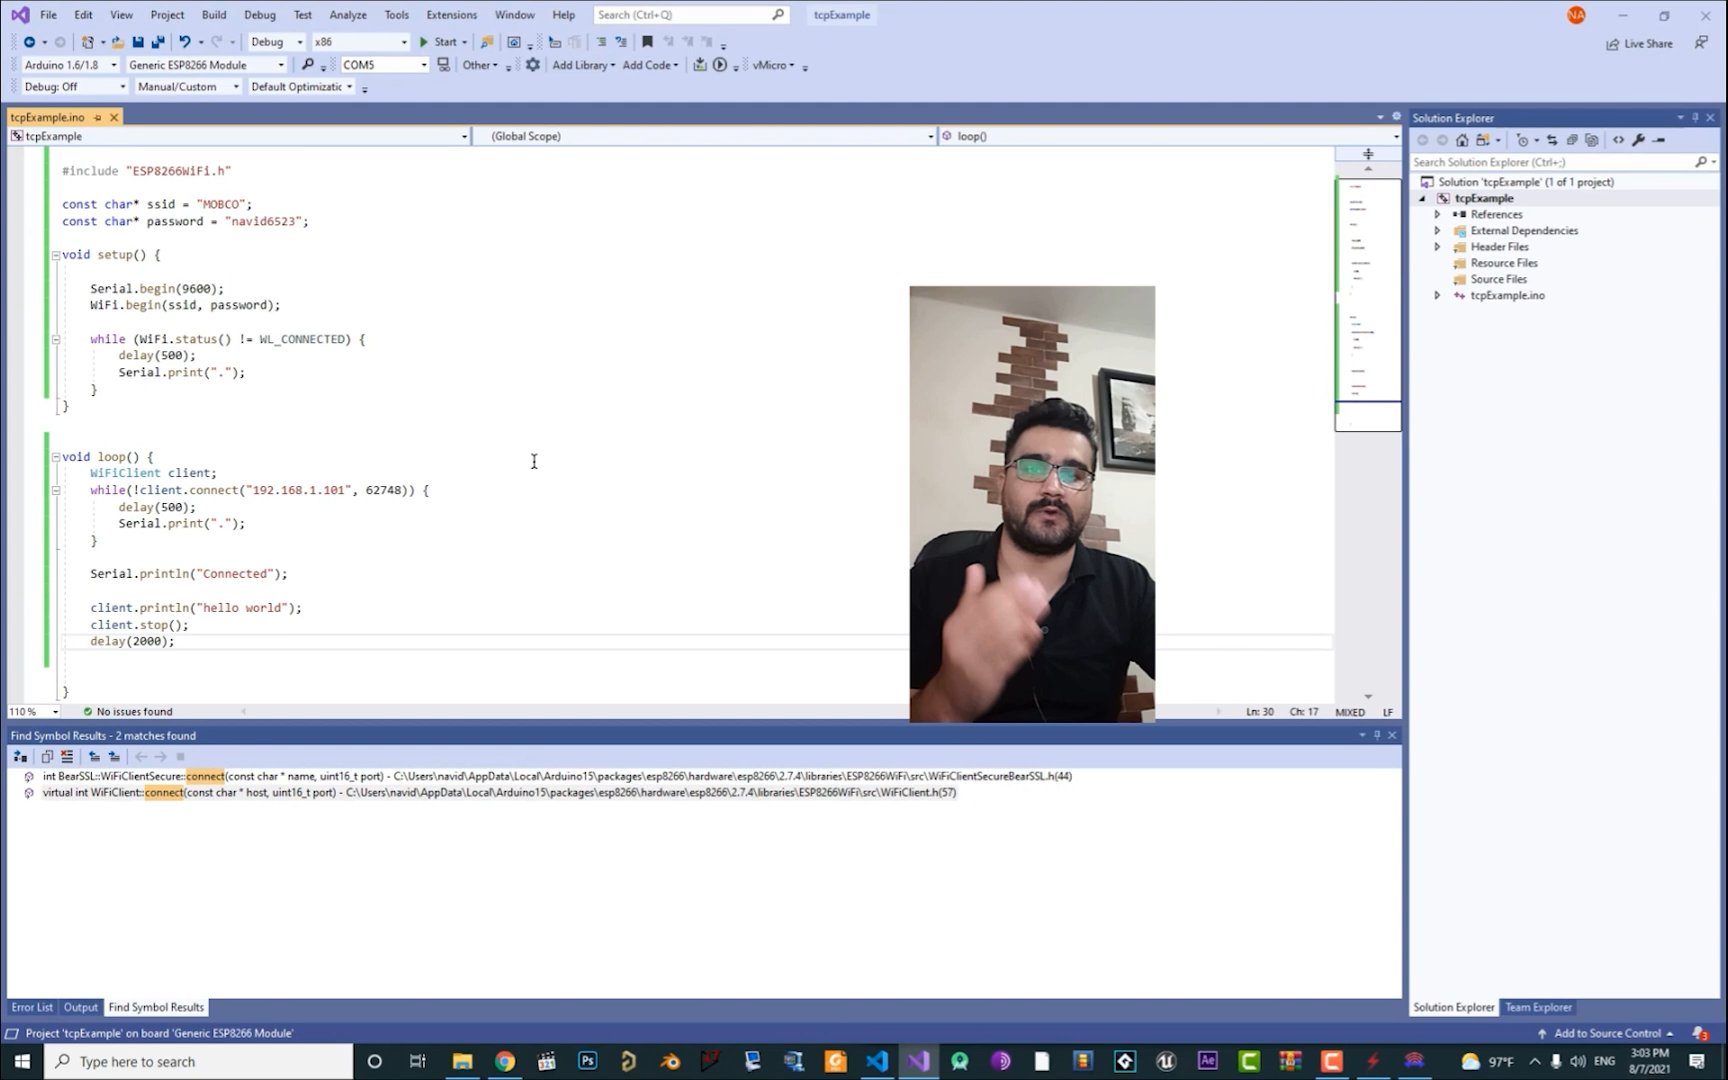 File Edit View Project Build Debug Test Analyze Tools Extensions Window Help Search (Ctrl+Q) tcpExample NA
Debug x86 Start Live Share
Arduino 1.6/1.8 Generic ESP8266 Module COM5 Other Add Library Add Code vMicro
Debug: Off Manual/Custom Default Optimizatic
tcpExample.ino
tcpExample (Global Scope) loop()
#include "ESP8266WiFi.h"
const char* ssid = "MOBCO";
const char* password = "navid6523";
void setup() {
Serial.begin(9600);
WiFi.begin(ssid, password);
while (WiFi.status() != WL_CONNECTED) {
delay(500);
Serial.print(".");
}
}
void loop() {
WiFiClient client;
while(!client.connect("192.168.1.101", 62748)) {
delay(500);
Serial.print(".");
}
Serial.println("Connected");
client.println("hello world");
client.stop();
delay(2000);
}
110 % No issues found Ln: 30 Ch: 17 MIXED LF
Solution Explorer
Search Solution Explorer (Ctrl+;)
Solution 'tcpExample' (1 of 1 project)
tcpExample
References
External Dependencies
Header Files
Resource Files
Source Files
tcpExample.ino
Find Symbol Results - 2 matches found
int BearSSL::WiFiClientSecure::connect(const char * name, uint16_t port) - C:\Users\navid\AppData\Local\Arduino15\packages\esp8266\hardware\esp8266\2.7.4\libraries\ESP8266WiFi\src\WiFiClientSecureBearSSL.h(44)
virtual int WiFiClient::connect(const char * host, uint16_t port) - C:\Users\navid\AppData\Local\Arduino15\packages\esp8266\hardware\esp8266\2.7.4\libraries\ESP8266WiFi\src\WiFiClient.h(57)
Error List Output Find Symbol Results
Solution Explorer Team Explorer
Project 'tcpExample' on board 'Generic ESP8266 Module' Add to Source Control 3
Type here to search Ps Ae C C 97°F ENG
3:03 PM
8/7/2021